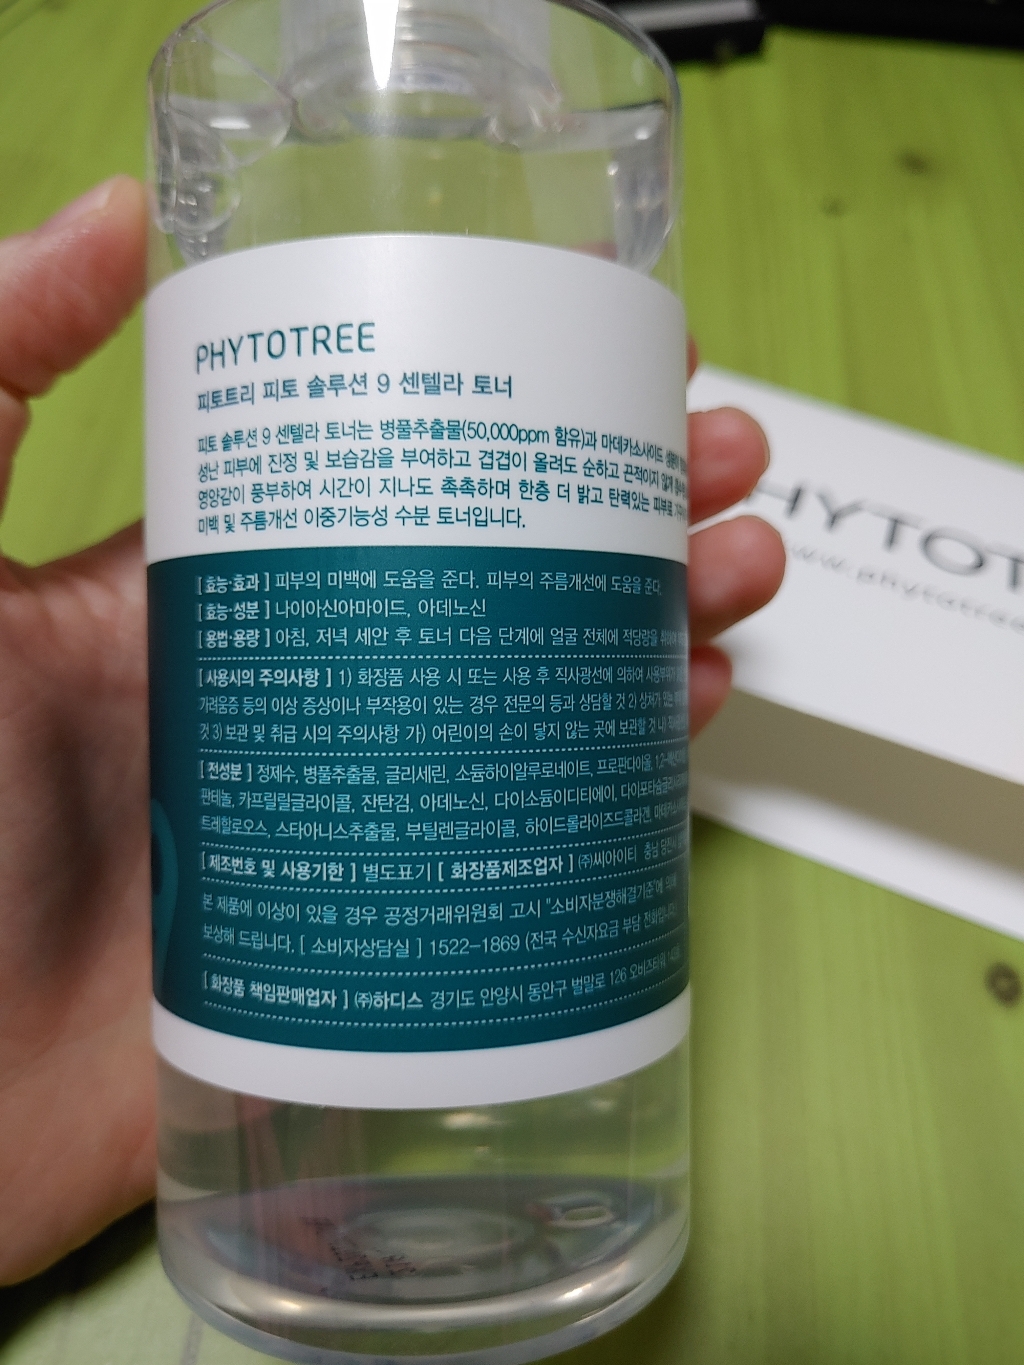 PHYTOTREE
피토트리 피토 솔루션 9 센텔라 토너
피토 솔루션 9 센텔라 토너는 병풀추출물(50,000ppm 함유)과 마데카소사이드
성난 피부에 진정 및 보습감을 부여하고 겹겹이 올려도 순하고 끈적이지 않게
영양감이 풍부하여 시간이 지나도 촉촉하며 한층 더 밝고 탄력있는 피부로
미백 및 주름개선 이중기능성 수분 토너입니다.
[ 효능·효과 ] 피부의 미백에 도움을 준다. 피부의 주름개선에 도움을 준다.
[ 효능·성분 ] 나이아신아마이드, 아데노신
[ 용법·용량 ] 아침, 저녁 세안 후 토너 다음 단계에 얼굴 전체에 적당량을
[ 사용시의 주의사항 ] 1) 화장품 사용 시 또는 사용 후 직사광선에 의하여 사용부위가
가려움증 등의 이상 증상이나 부작용이 있는 경우 전문의 등과 상담할 것 2) 상처가 있는
것 3) 보관 및 취급 시의 주의사항 가) 어린이의 손이 닿지 않는 곳에 보관할 것 나)
[ 전성분 ] 정제수, 병풀추출물, 글리세린, 소듐하이알루로네이트, 프로판다이올,
판테놀, 카프릴릴글라이콜, 잔탄검, 아데노신, 다이소듐이디티에이,
트레할로오스, 스타아니스추출물, 부틸렌글라이콜, 하이드롤라이즈드콜라겐,
[ 제조번호 및 사용기한 ] 별도표기 [ 화장품제조업자 ] ㈜씨아이티 충남
본 제품에 이상이 있을 경우 공정거래위원회 고시 "소비자분쟁해결기준"에
보상해 드립니다. [ 소비자상담실 ] 1522-1869 (전국 수신자요금 부담 전화입니다.)
[ 화장품 책임판매업자 ] ㈜하디스 경기도 안양시 동안구 벌말로 126
HYTOT
www.phytotree